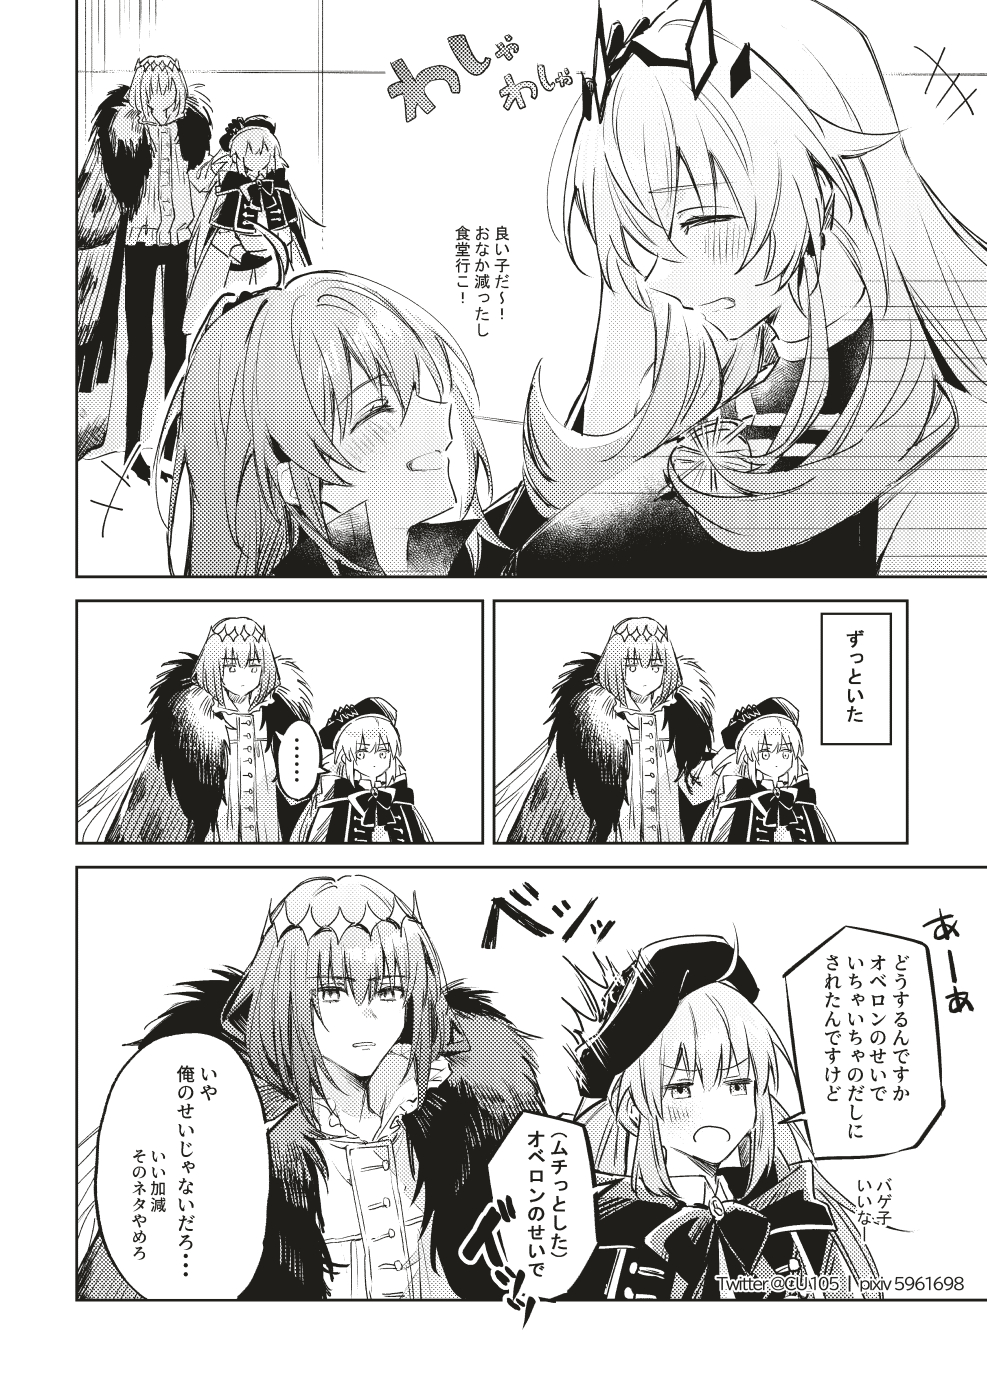 わしゃ
わしゃ
良い子だ～！
おなか減ったし
食堂行こ！
ずっといた
……
あーあ
どうするんですか
オベロンのせいで
いちゃいちゃのだしに
されたんですけど
バゲ子
いいなー
ベシッ
(ムチっとした)
オベロンのせいで
いや
俺のせいじゃないだろ…
いい加減
そのネタやめろ
Twitter@CU105 | pixiv5961698